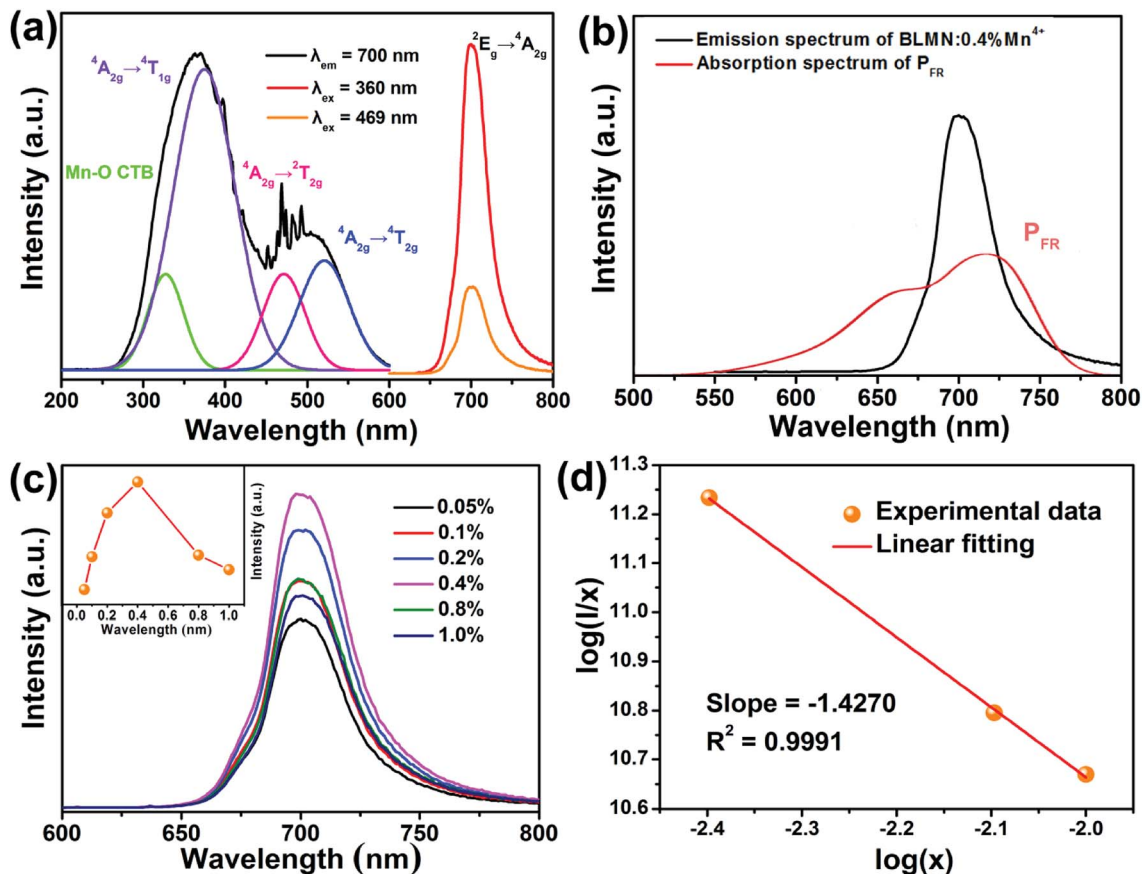 (a)
⁴A₂g→⁴T₁g
λem = 700 nm
λex = 360 nm
λex = 469 nm
²Eg→⁴A₂g
Mn-O CTB
⁴A₂g→²T₂g
⁴A₂g→⁴T₂g
Intensity (a.u.)
200 300 400 500 600 700 800
Wavelength (nm)
(b)
Emission spectrum of BLMN:0.4%Mn⁴⁺
Absorption spectrum of PFR
PFR
Intensity (a.u.)
500 550 600 650 700 750 800
Wavelength (nm)
(c)
Intensity (a.u.)
0.0 0.2 0.4 0.6 0.8 1.0
Wavelength (nm)
Intensity (a.u.)
0.05%
0.1%
0.2%
0.4%
0.8%
1.0%
Intensity (a.u.)
600 650 700 750 800
Wavelength (nm)
(d)
11.3
11.2
11.1
11.0
10.9
10.8
10.7
10.6
log(I/x)
Experimental data
Linear fitting
Slope = -1.4270
R² = 0.9991
-2.4 -2.3 -2.2 -2.1 -2.0
log(x)